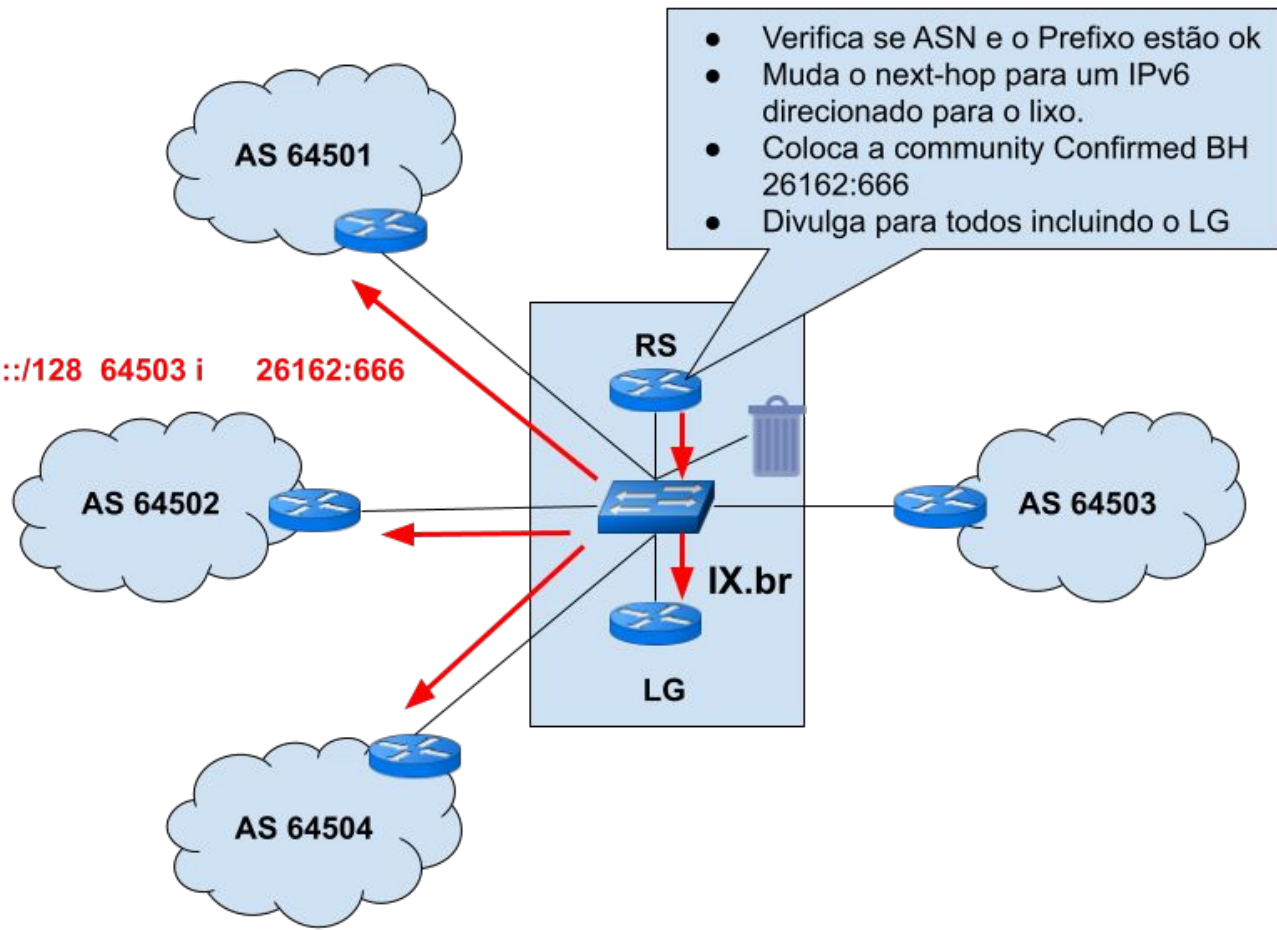 ● Verifica se ASN e o Prefixo estão ok
● Muda o next-hop para um IPv6
direcionado para o lixo.
● Coloca a community Confirmed BH
26162:666
● Divulga para todos incluindo o LG
AS 64501
RS
::/128 64503 i 26162:666
AS 64502
AS 64503
IX.br
LG
AS 64504